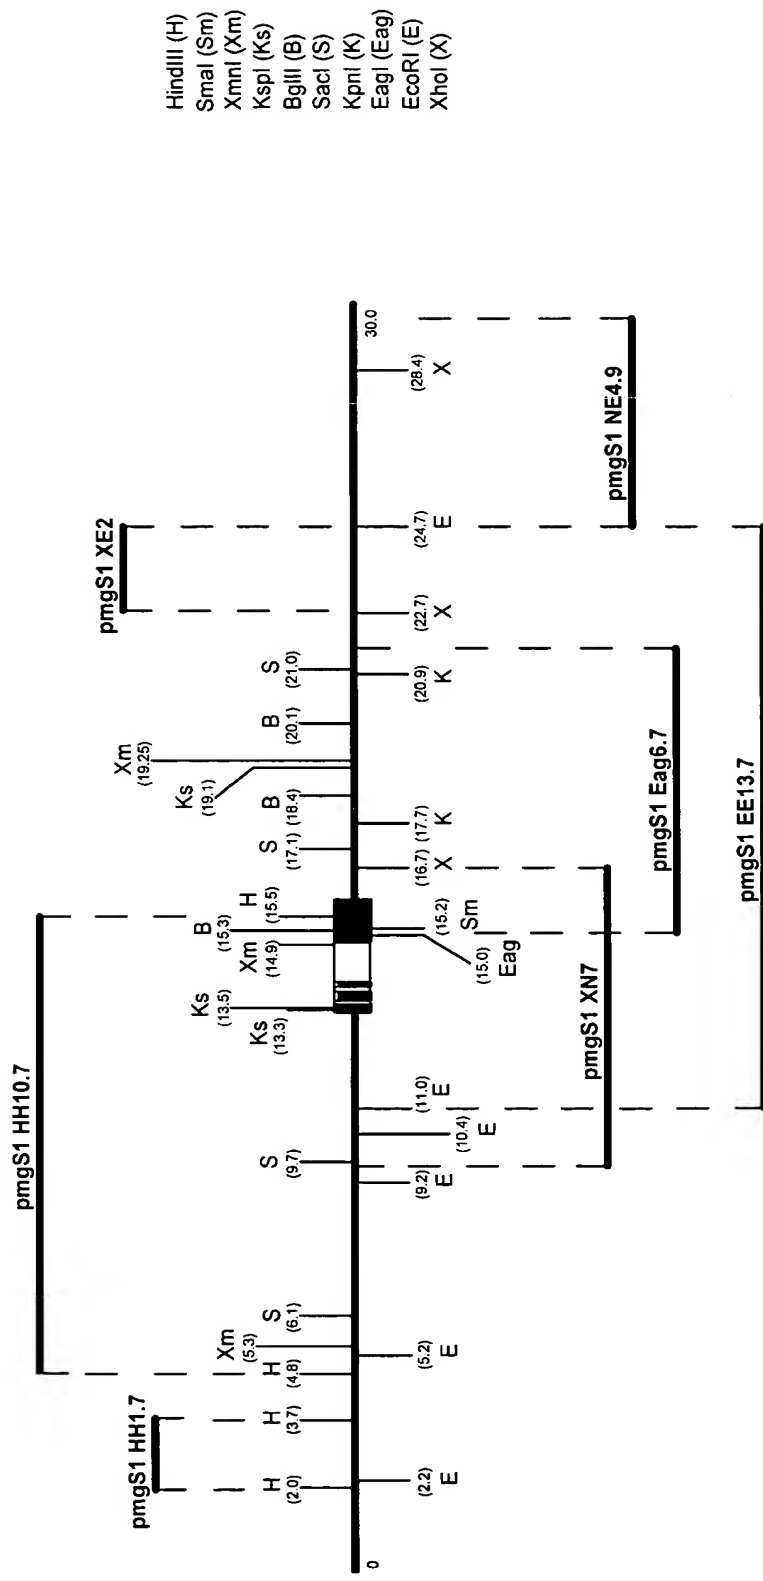 HindIII (H)
SmaI (Sm)
XmnI (Xm)
KspI (Ks)
BglII (B)
SacI (S)
KpnI (K)
EagI (Eag)
EcoRI (E)
XhoI (X)
pmgS1 HH10.7
pmgS1 HH1.7
pmgS1 XE2
H
(2.0)
H
(3.7)
H
(4.8)
Xm
(5.3)
S
(6.1)
S
(9.7)
Ks
(13.3)
Ks
(13.5)
Xm
(14.9)
B
(15.3)
H
(15.5)
S
(17.1)
B
(18.4)
Ks
(19.1)
Xm
(19.25)
B
(20.1)
S
(21.0)
0
30.0
(2.2)
E
(5.2)
E
(9.2)
E
(10.4)
E
(11.0)
E
(15.0)
Eag
(15.2)
Sm
(16.7)
X
(17.7)
K
(20.9)
K
(22.7)
X
(24.7)
E
(28.4)
X
pmgS1 XN7
pmgS1 NE4.9
pmgS1 Eag6.7
pmgS1 EE13.7